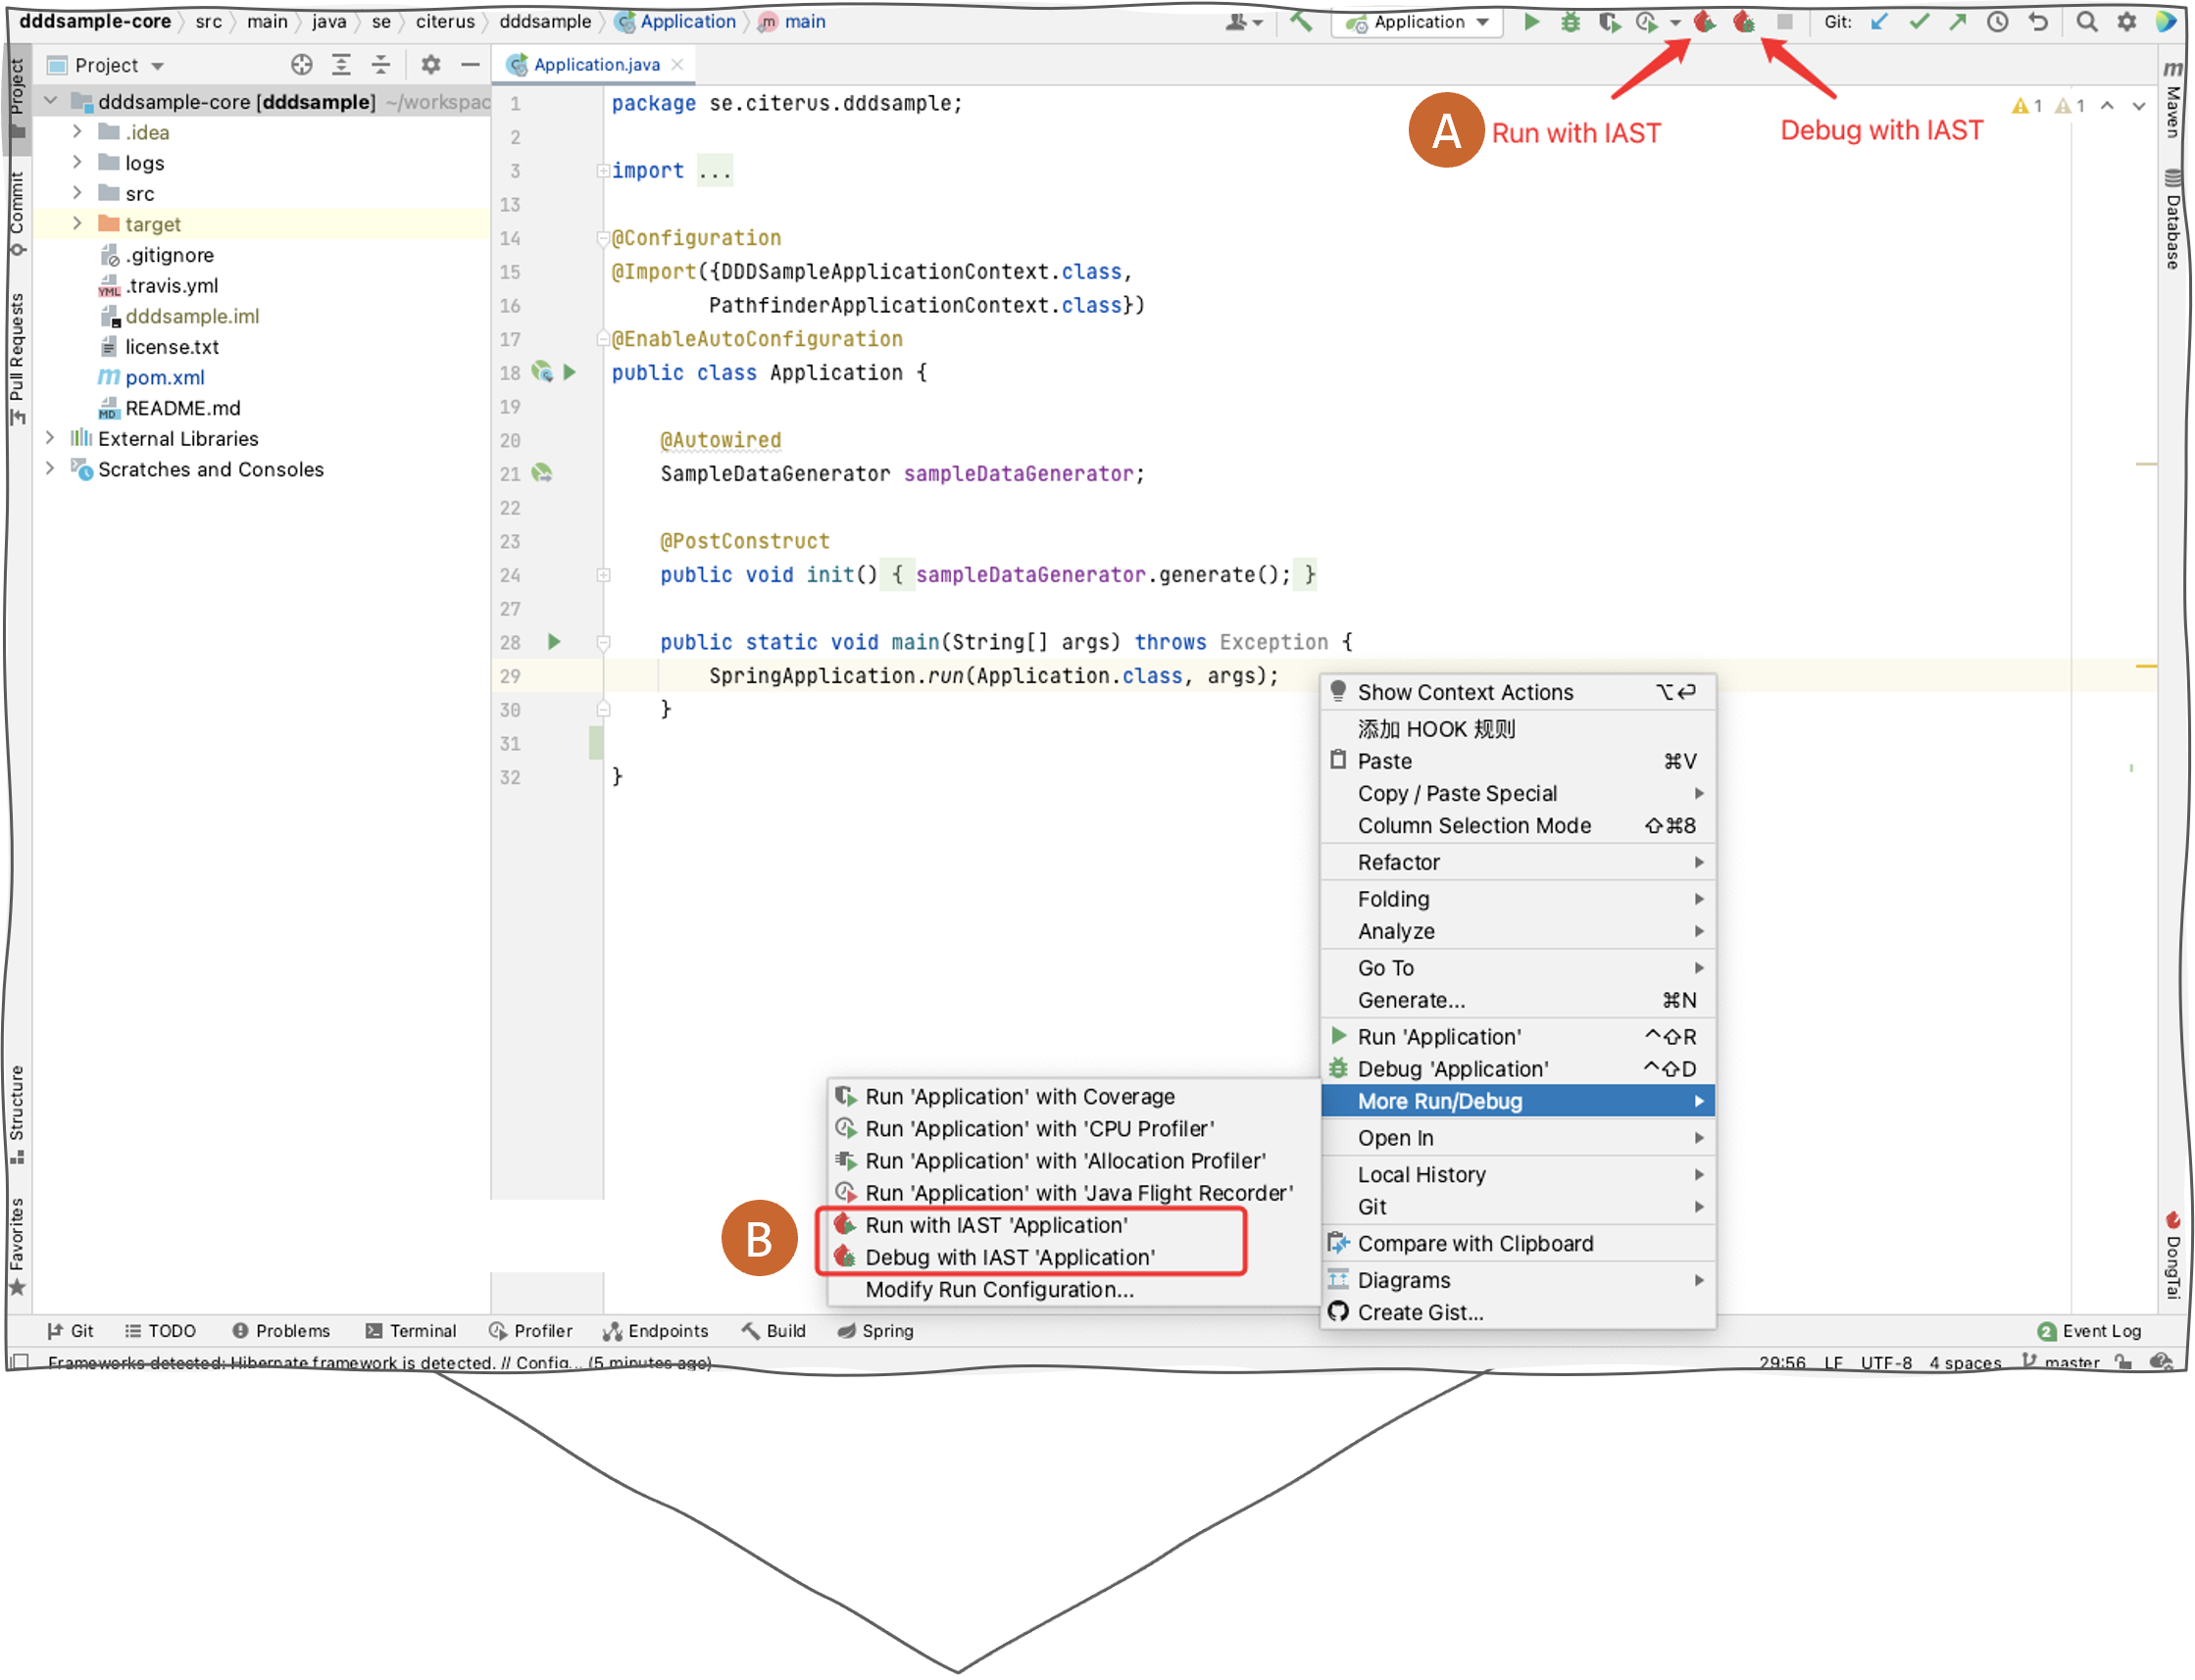 dddsample-core 〉 src 〉 main 〉 java 〉 se 〉 citerus 〉 dddsample 〉 Application 〉 main
Application
Git:
Project
Application.java
A
Run with IAST
Debug with IAST
1 1
Project
Commit
Pull Requests
Structure
Favorites
dddsample-core [dddsample] ~/workspac
.idea
logs
src
target
.gitignore
.travis.yml
dddsample.iml
license.txt
pom.xml
README.md
External Libraries
Scratches and Consoles
1 package se.citerus.dddsample;
2
3 import ...
13
14 @Configuration
15 @Import({DDDSampleApplicationContext.class,
16 PathfinderApplicationContext.class})
17 @EnableAutoConfiguration
18 public class Application {
19
20 @Autowired
21 SampleDataGenerator sampleDataGenerator;
22
23 @PostConstruct
24 public void init() { sampleDataGenerator.generate(); }
27
28 public static void main(String[] args) throws Exception {
29 SpringApplication.run(Application.class, args);
30 }
31
32 }
Show Context Actions ⌥⏎
添加 HOOK 规则
Paste ⌘V
Copy / Paste Special
Column Selection Mode ⇧⌘8
Refactor
Folding
Analyze
Go To
Generate... ⌘N
Run 'Application' ^⇧R
Debug 'Application' ^⇧D
More Run/Debug
Open In
Local History
Git
Compare with Clipboard
Diagrams
Create Gist...
B
Run 'Application' with Coverage
Run 'Application' with 'CPU Profiler'
Run 'Application' with 'Allocation Profiler'
Run 'Application' with 'Java Flight Recorder'
Run with IAST 'Application'
Debug with IAST 'Application'
Modify Run Configuration...
m Maven
Database
DongTai
Git TODO Problems Terminal Profiler Endpoints Build Spring 2 Event Log
Frameworks detected: Hibernate framework is detected. // Config... (5 minutes ago) 29:56 LF UTF-8 4 spaces master